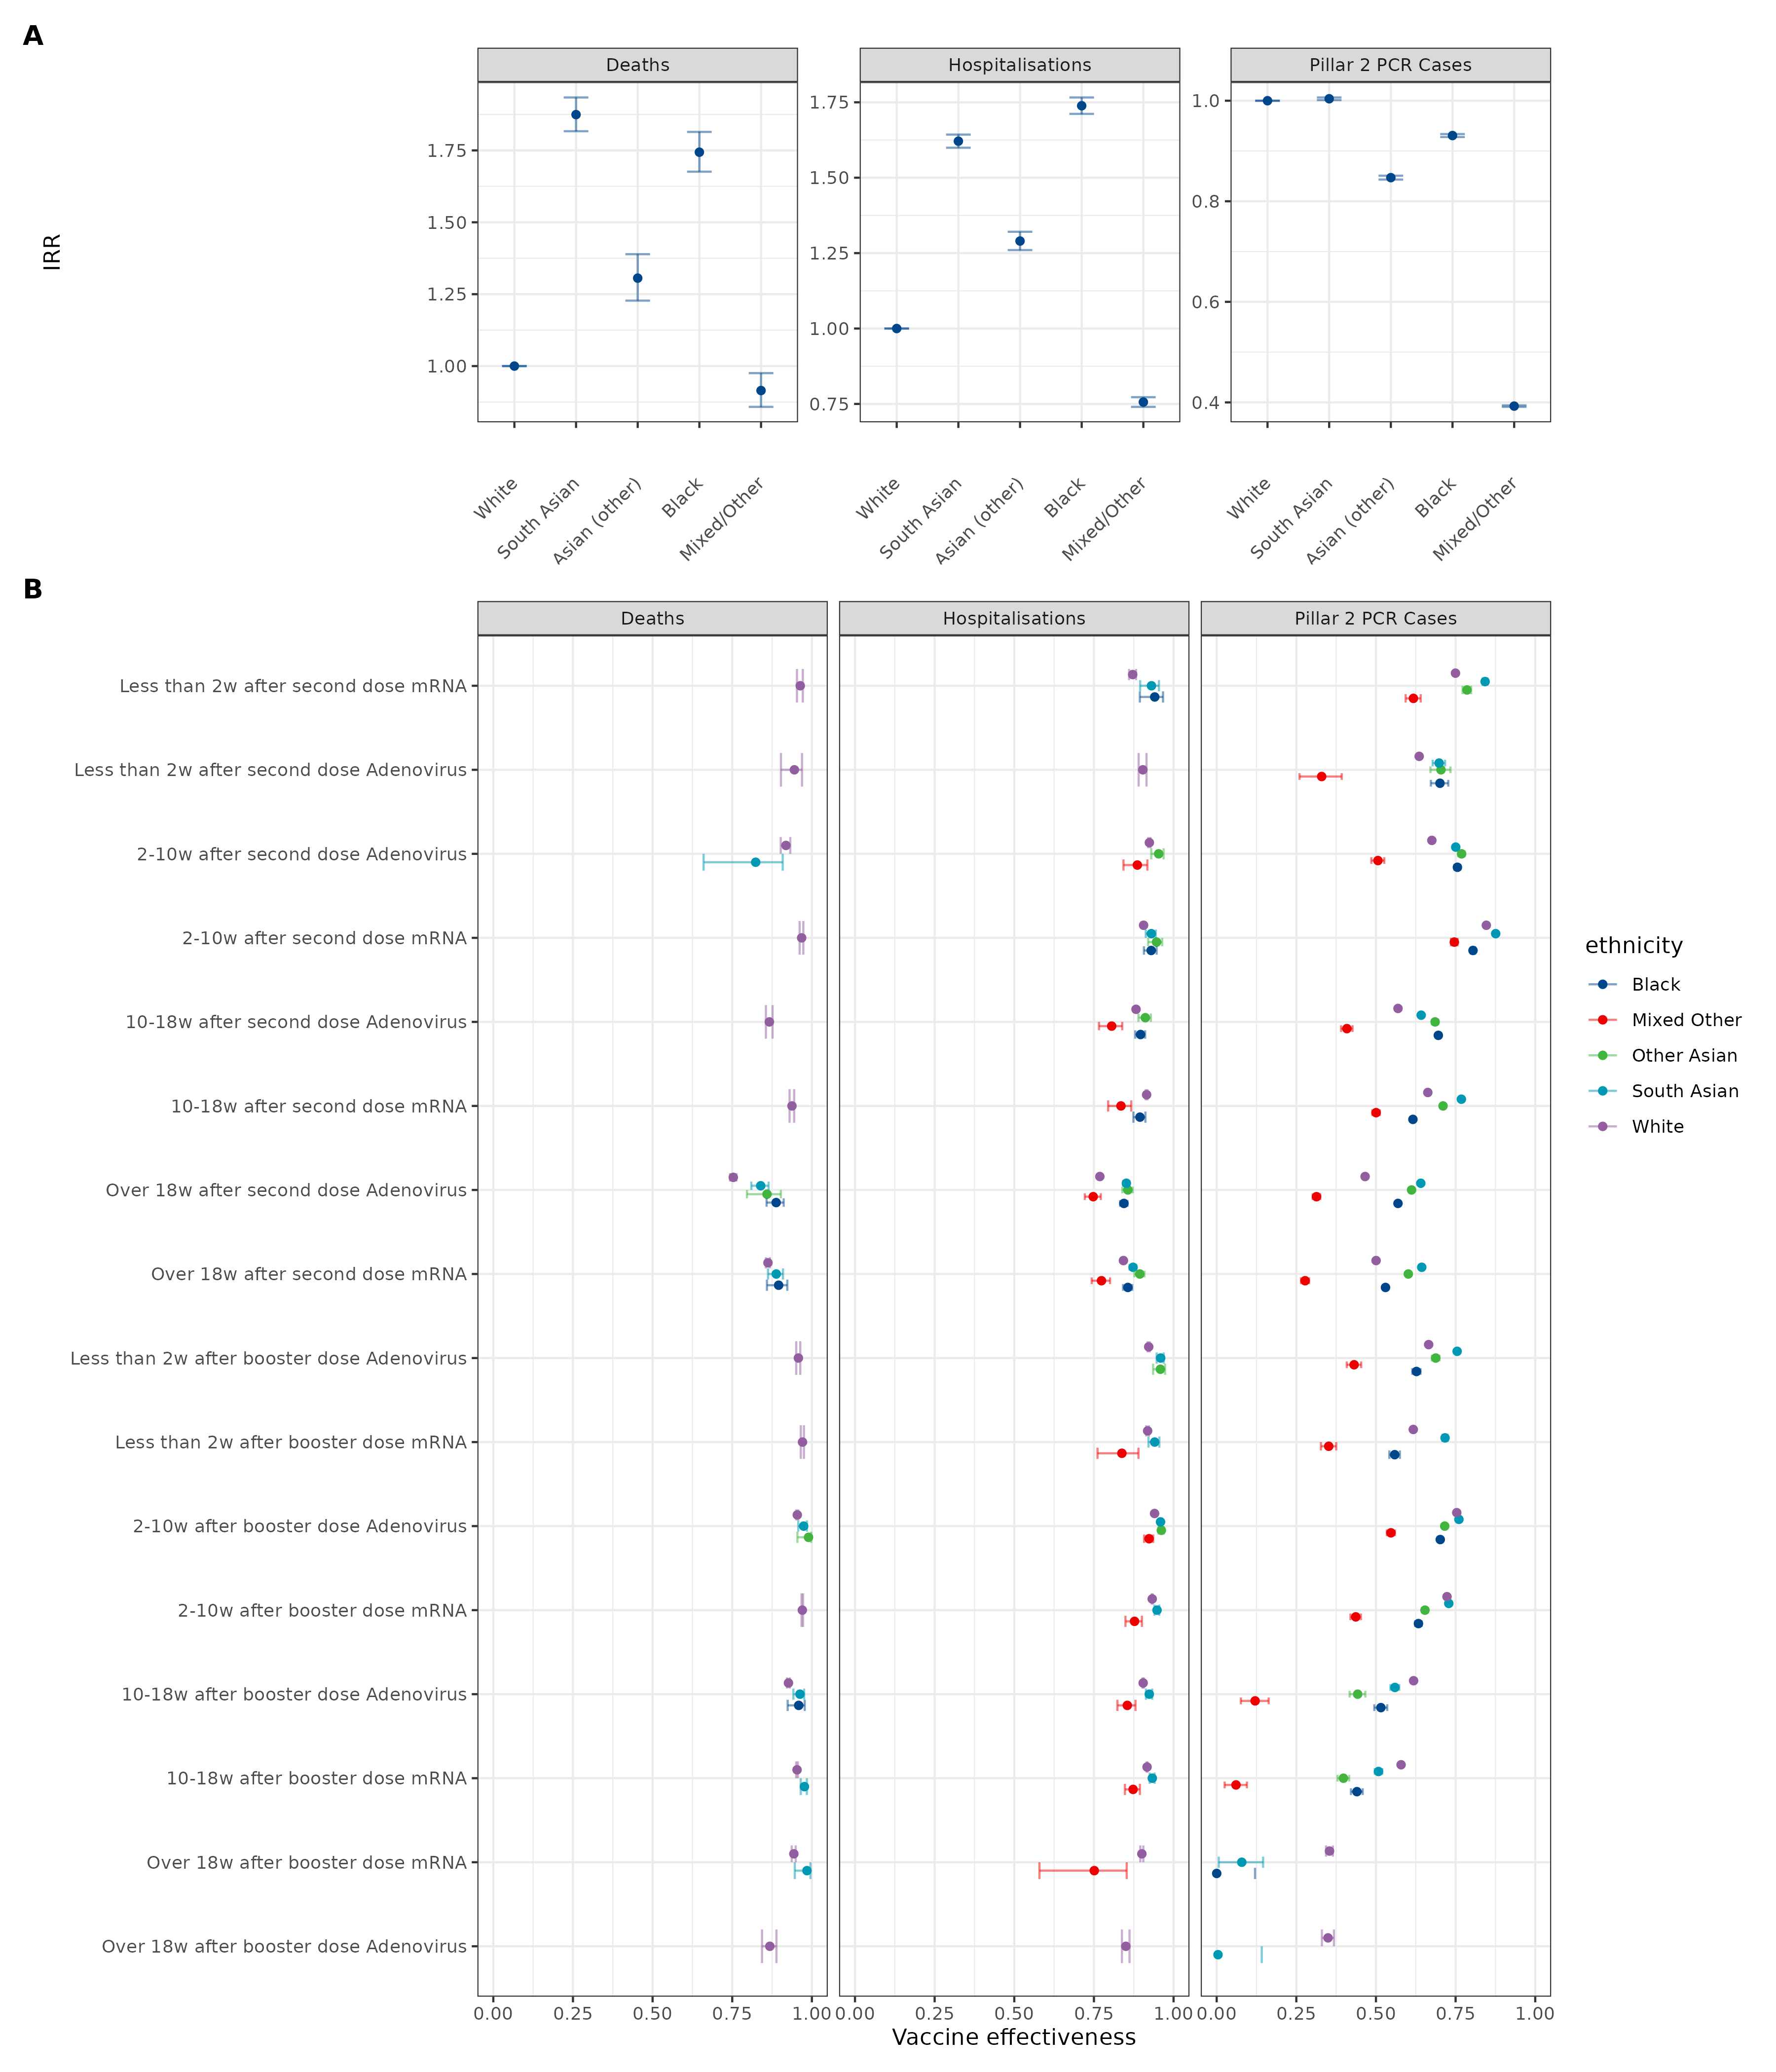 A
Deaths
Hospitalisations
Pillar 2 PCR Cases
IRR
1.75
1.50
1.25
1.00
1.75
1.50
1.25
1.00
0.75
1.0
0.8
0.6
0.4
White
South Asian
Asian (other)
Black
Mixed/Other
White
South Asian
Asian (other)
Black
Mixed/Other
White
South Asian
Asian (other)
Black
Mixed/Other
B
Deaths
Hospitalisations
Pillar 2 PCR Cases
Less than 2w after second dose mRNA
Less than 2w after second dose Adenovirus
2-10w after second dose Adenovirus
2-10w after second dose mRNA
10-18w after second dose Adenovirus
10-18w after second dose mRNA
Over 18w after second dose Adenovirus
Over 18w after second dose mRNA
Less than 2w after booster dose Adenovirus
Less than 2w after booster dose mRNA
2-10w after booster dose Adenovirus
2-10w after booster dose mRNA
10-18w after booster dose Adenovirus
10-18w after booster dose mRNA
Over 18w after booster dose mRNA
Over 18w after booster dose Adenovirus
0.00 0.25 0.50 0.75 1.00
0.00 0.25 0.50 0.75 1.00
0.00 0.25 0.50 0.75 1.00
Vaccine effectiveness
ethnicity
Black
Mixed Other
Other Asian
South Asian
White